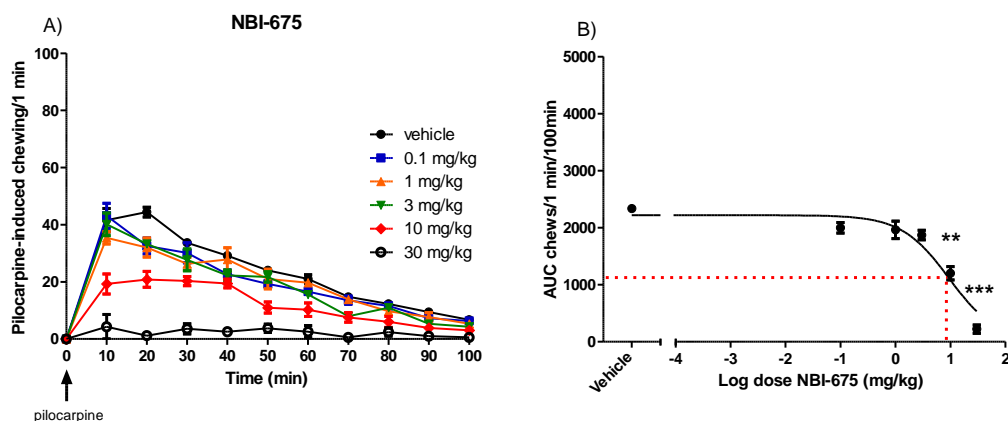 A)
NBI-675
Pilocarpine-induced chewing/1 min
100
80
60
40
20
0
0 10 20 30 40 50 60 70 80 90 100
Time (min)
pilocarpine
vehicle
0.1 mg/kg
1 mg/kg
3 mg/kg
10 mg/kg
30 mg/kg
B)
AUC chews/1 min/100min
5000
4000
3000
2000
1000
0
**
***
Vehicle
-4 -3 -2 -1 0 1 2
Log dose NBI-675 (mg/kg)